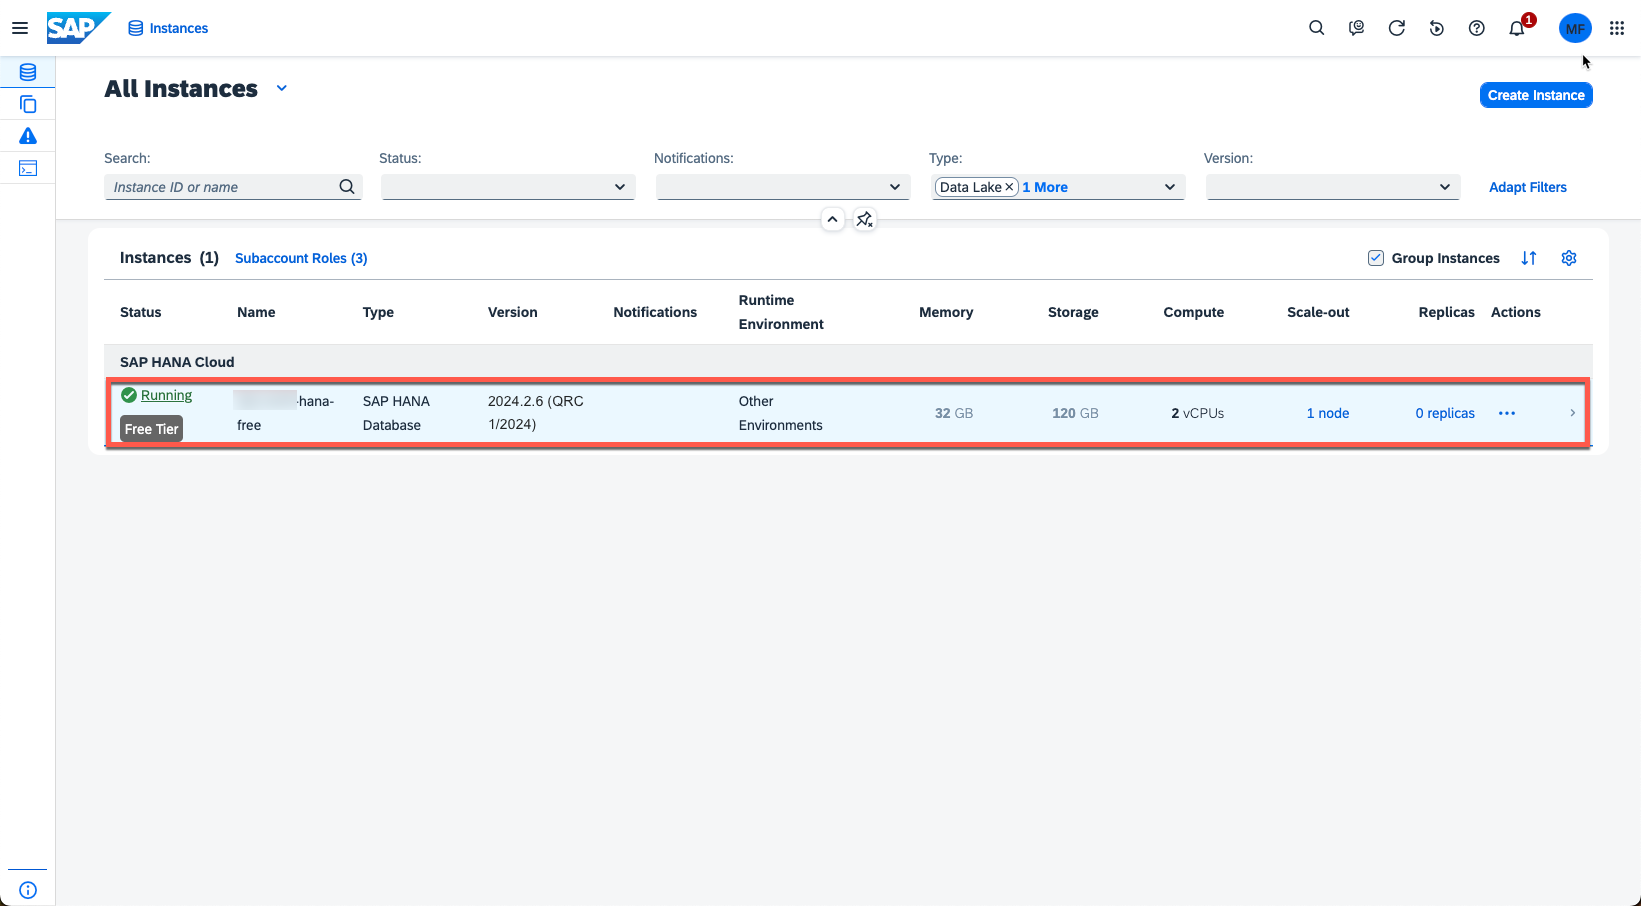 SAP Instances 1 MF
All Instances
Create Instance
Search: Status: Notifications: Type: Version:
Instance ID or name Data Lake 1 More Adapt Filters
Instances (1) Subaccount Roles (3) Group Instances
Status Name Type Version Notifications Runtime Environment Memory Storage Compute Scale-out Replicas Actions
SAP HANA Cloud
Running
-hana-
free
SAP HANA
Database
2024.2.6 (QRC
1/2024)
Other
Environments
32 GB
120 GB
2 vCPUs
1 node
0 replicas
Free Tier